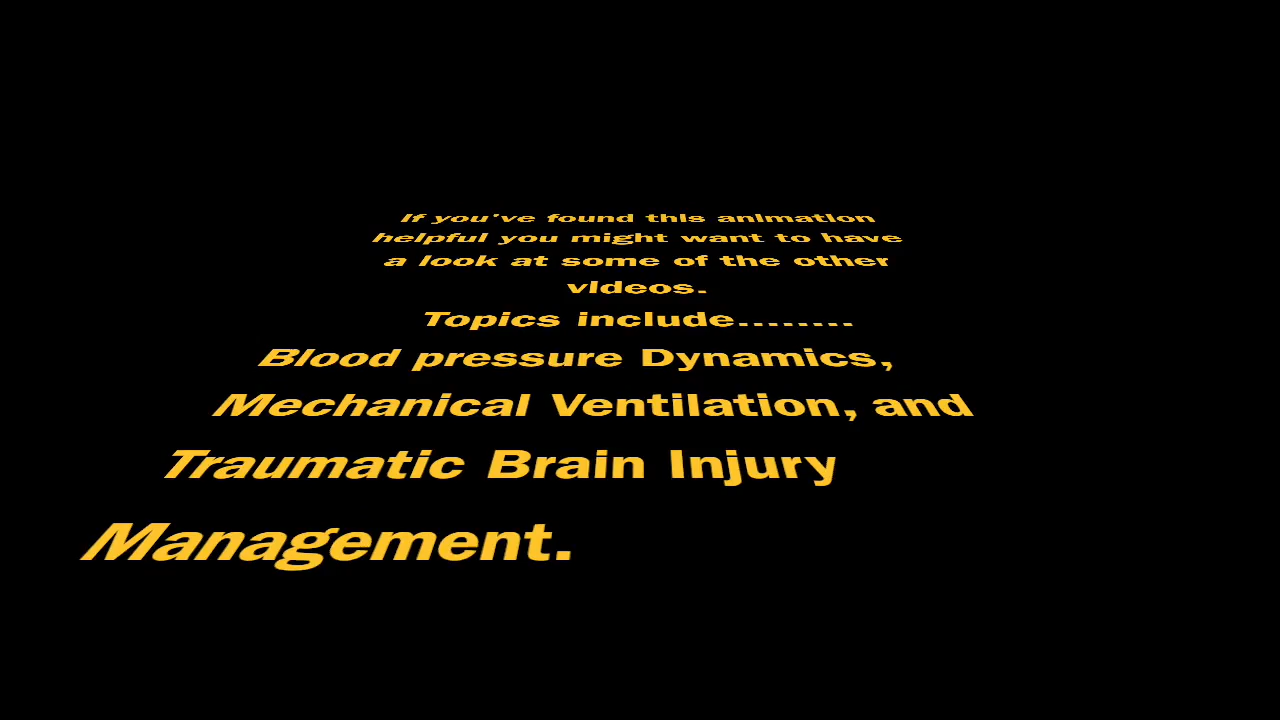 If you've found this animation
helpful you might want to have
a look at some of the other
videos.
Topics include........
Blood pressure Dynamics,
Mechanical Ventilation, and
Traumatic Brain Injury
Management.